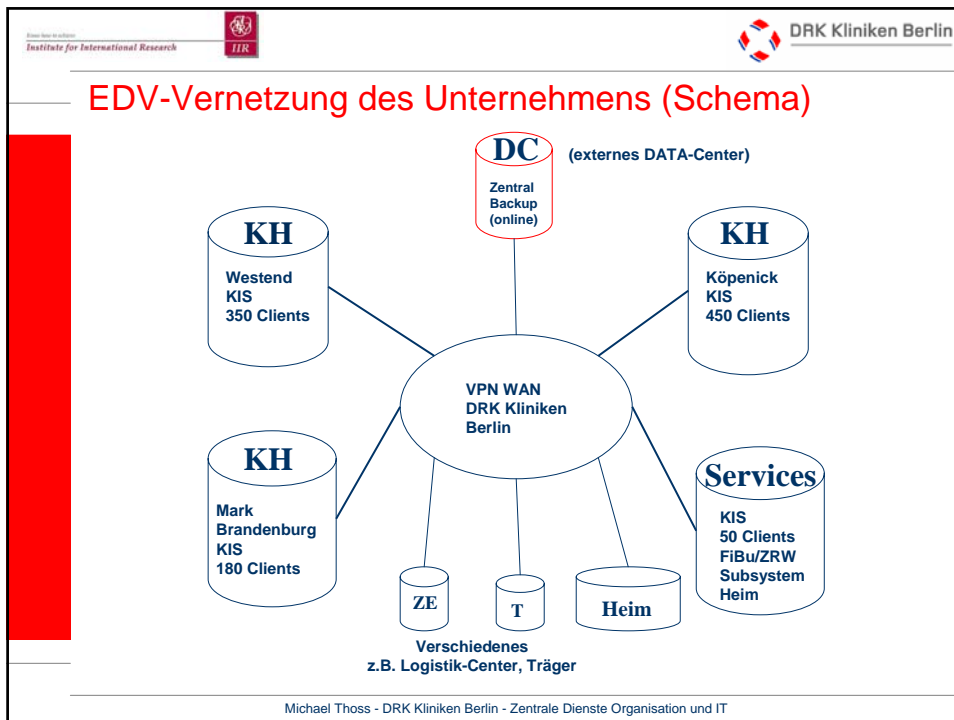 Institute for International Research
IIR
DRK Kliniken Berlin
EDV-Vernetzung des Unternehmens (Schema)
DC
(externes DATA-Center)
Zentral
Backup
(online)
KH
Westend
KIS
350 Clients
KH
Köpenick
KIS
450 Clients
VPN WAN
DRK Kliniken
Berlin
KH
Mark
Brandenburg
KIS
180 Clients
Services
KIS
50 Clients
FiBu/ZRW
Subsystem
Heim
ZE
T
Heim
Verschiedenes
z.B. Logistik-Center, Träger
Michael Thoss - DRK Kliniken Berlin - Zentrale Dienste Organisation und IT